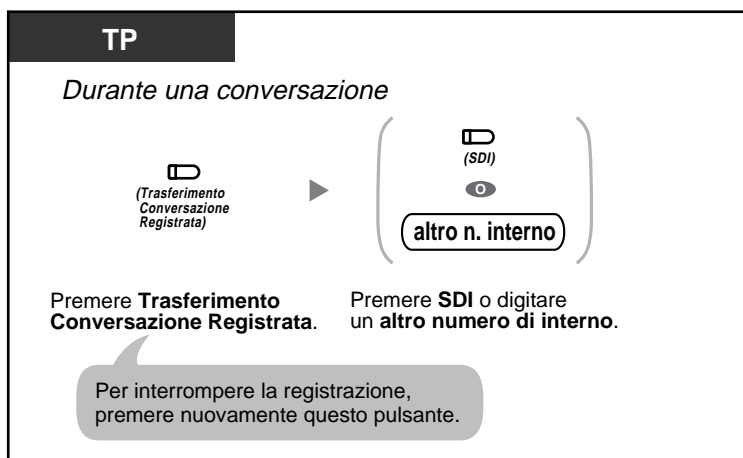 TP
Durante una conversazione
(Trasferimento
Conversazione
Registrata)
(SDI)
O
altro n. interno
Premere Trasferimento
Conversazione Registrata.
Premere SDI o digitare
un altro numero di interno.
Per interrompere la registrazione,
premere nuovamente questo pulsante.